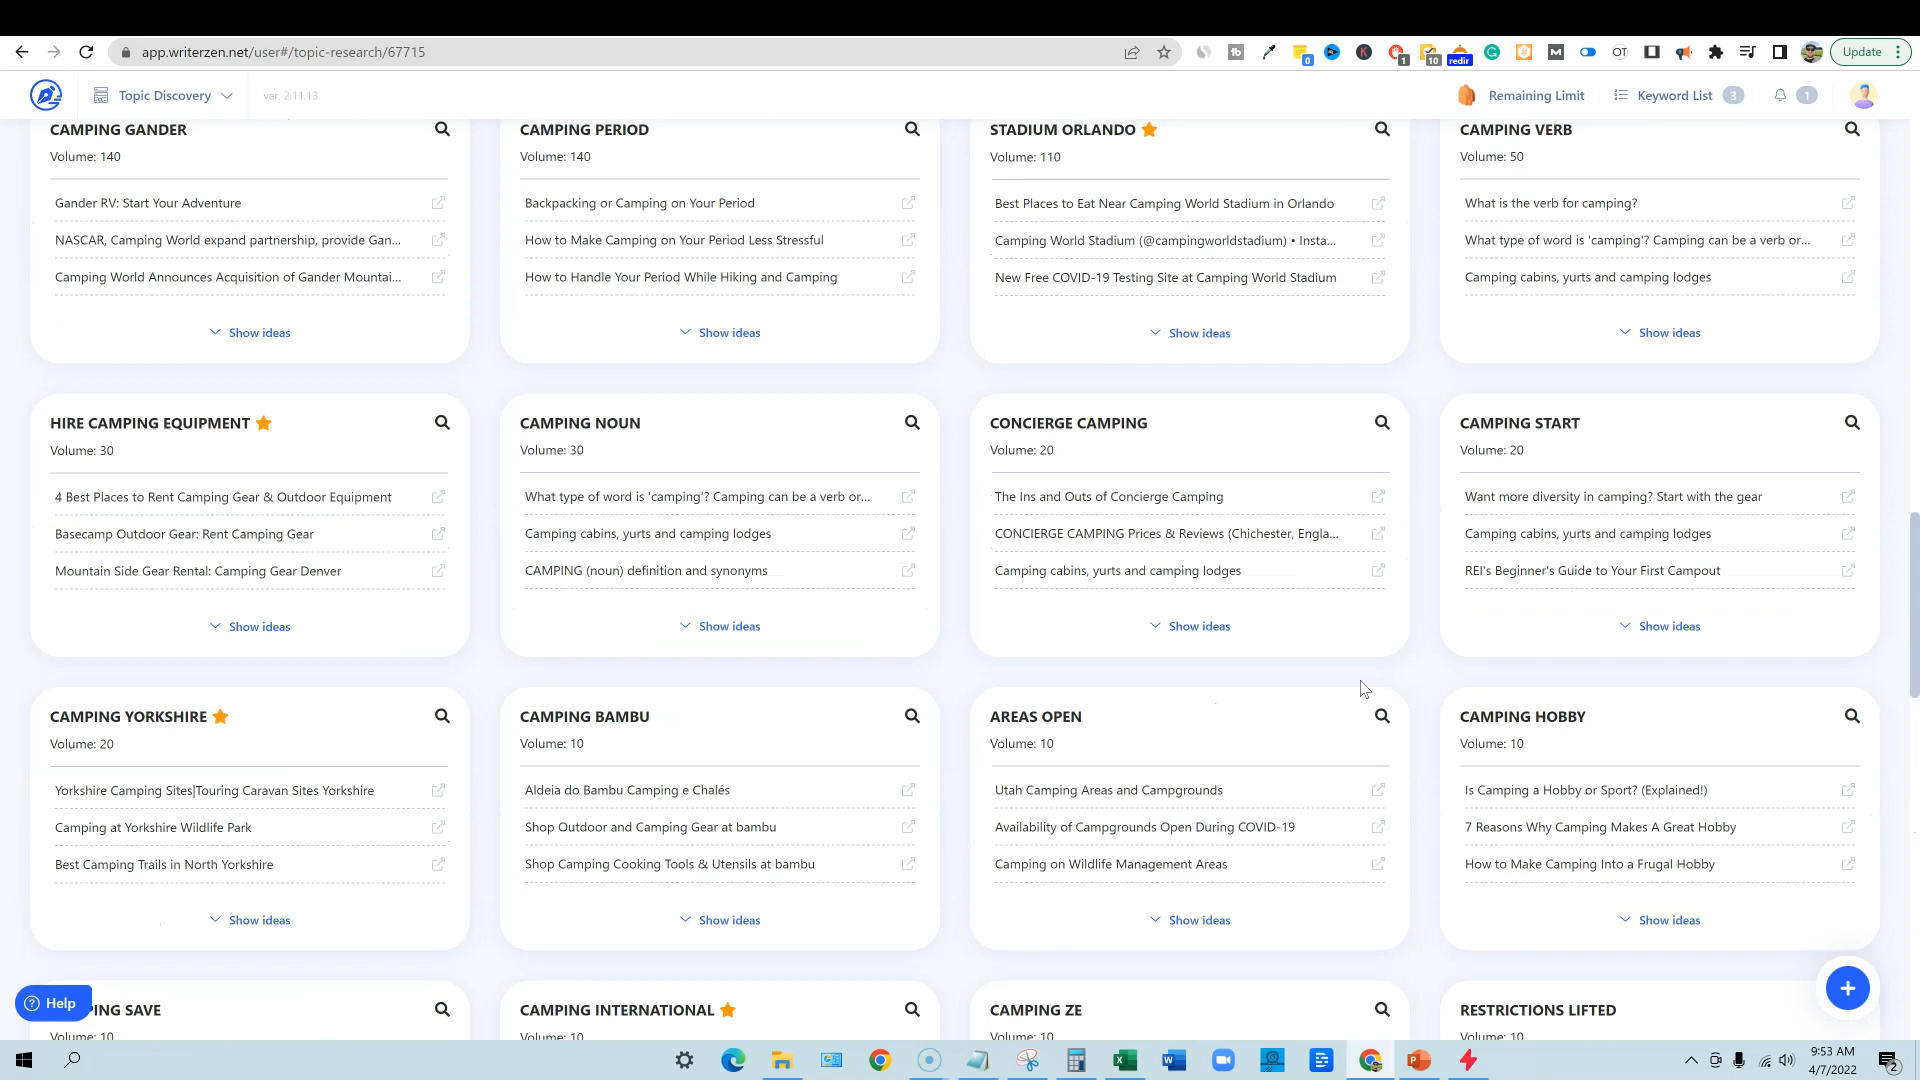 app.writerzen.net/user#/topic-research/67715
0
1
10
redir
Update
Topic Discovery
ver. 2.11.13
Remaining Limit
Keyword List 3
1
CAMPING GANDER
Volume: 140
Gander RV: Start Your Adventure
NASCAR, Camping World expand partnership, provide Gan...
Camping World Announces Acquisition of Gander Mountai...
Show ideas
CAMPING PERIOD
Volume: 140
Backpacking or Camping on Your Period
How to Make Camping on Your Period Less Stressful
How to Handle Your Period While Hiking and Camping
Show ideas
STADIUM ORLANDO
Volume: 110
Best Places to Eat Near Camping World Stadium in Orlando
Camping World Stadium (@campingworldstadium) • Insta...
New Free COVID-19 Testing Site at Camping World Stadium
Show ideas
CAMPING VERB
Volume: 50
What is the verb for camping?
What type of word is 'camping'? Camping can be a verb or...
Camping cabins, yurts and camping lodges
Show ideas
HIRE CAMPING EQUIPMENT
Volume: 30
4 Best Places to Rent Camping Gear & Outdoor Equipment
Basecamp Outdoor Gear: Rent Camping Gear
Mountain Side Gear Rental: Camping Gear Denver
Show ideas
CAMPING NOUN
Volume: 30
What type of word is 'camping'? Camping can be a verb or...
Camping cabins, yurts and camping lodges
CAMPING (noun) definition and synonyms
Show ideas
CONCIERGE CAMPING
Volume: 20
The Ins and Outs of Concierge Camping
CONCIERGE CAMPING Prices & Reviews (Chichester, Engla...
Camping cabins, yurts and camping lodges
Show ideas
CAMPING START
Volume: 20
Want more diversity in camping? Start with the gear
Camping cabins, yurts and camping lodges
REI's Beginner's Guide to Your First Campout
Show ideas
CAMPING YORKSHIRE
Volume: 20
Yorkshire Camping Sites|Touring Caravan Sites Yorkshire
Camping at Yorkshire Wildlife Park
Best Camping Trails in North Yorkshire
Show ideas
CAMPING BAMBU
Volume: 10
Aldeia do Bambu Camping e Chalés
Shop Outdoor and Camping Gear at bambu
Shop Camping Cooking Tools & Utensils at bambu
Show ideas
AREAS OPEN
Volume: 10
Utah Camping Areas and Campgrounds
Availability of Campgrounds Open During COVID-19
Camping on Wildlife Management Areas
Show ideas
CAMPING HOBBY
Volume: 10
Is Camping a Hobby or Sport? (Explained!)
7 Reasons Why Camping Makes A Great Hobby
How to Make Camping Into a Frugal Hobby
Show ideas
Help
PING SAVE
Volume: 10
CAMPING INTERNATIONAL
Volume: 10
CAMPING ZE
Volume: 10
RESTRICTIONS LIFTED
Volume: 10
9:53 AM
4/7/2022
2